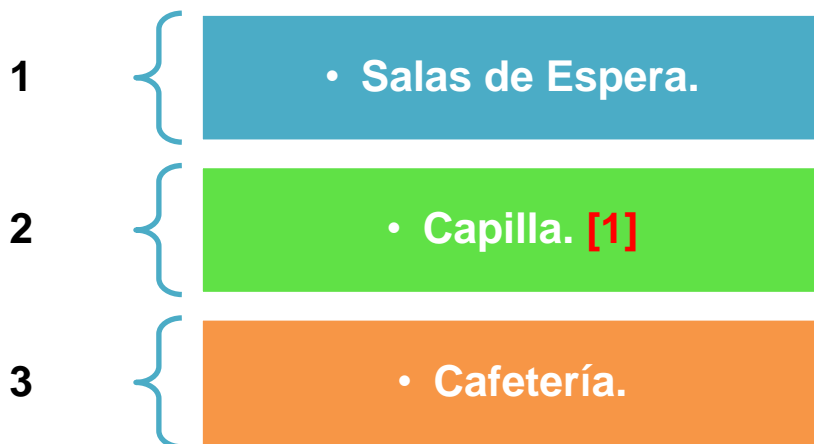 1 • Salas de Espera.
2 • Capilla. [1]
3 • Cafetería.